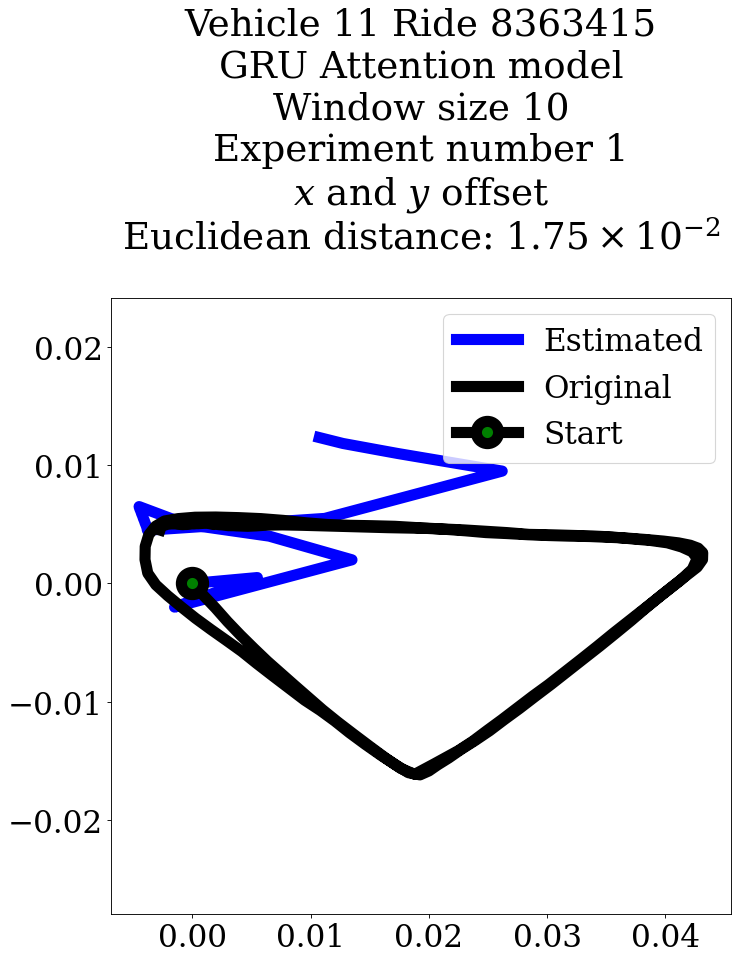 Vehicle 11 Ride 8363415
GRU Attention model
Window size 10
Experiment number 1
x and y offset
Euclidean distance: 1.75 × 10⁻²
Estimated
Original
Start
0.02
0.01
0.00
−0.01
−0.02
0.00 0.01 0.02 0.03 0.04